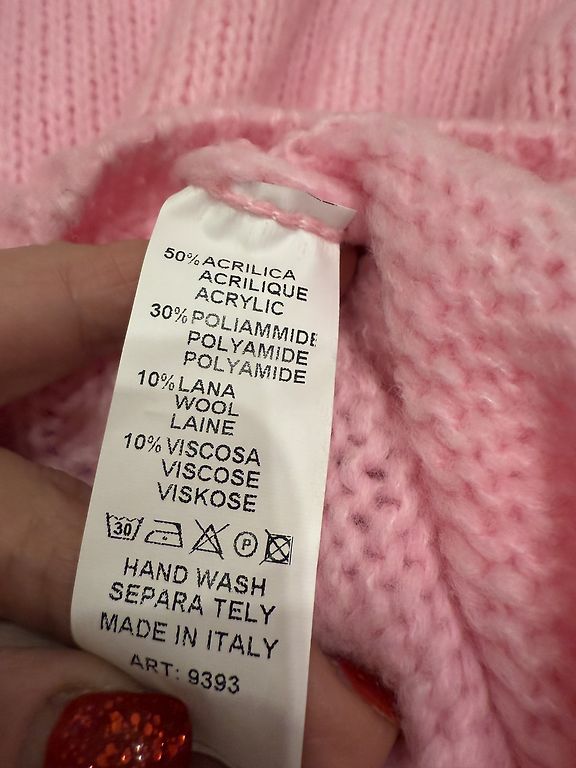 50% ACRILICA
ACRILIQUE
ACRYLIC
30% POLIAMMIDE
POLYAMIDE
POLYAMIDE
10% LANA
WOOL
LAINE
10% VISCOSA
VISCOSE
VISKOSE
30 P
HAND WASH
SEPARA TELY
MADE IN ITALY
ART: 9393